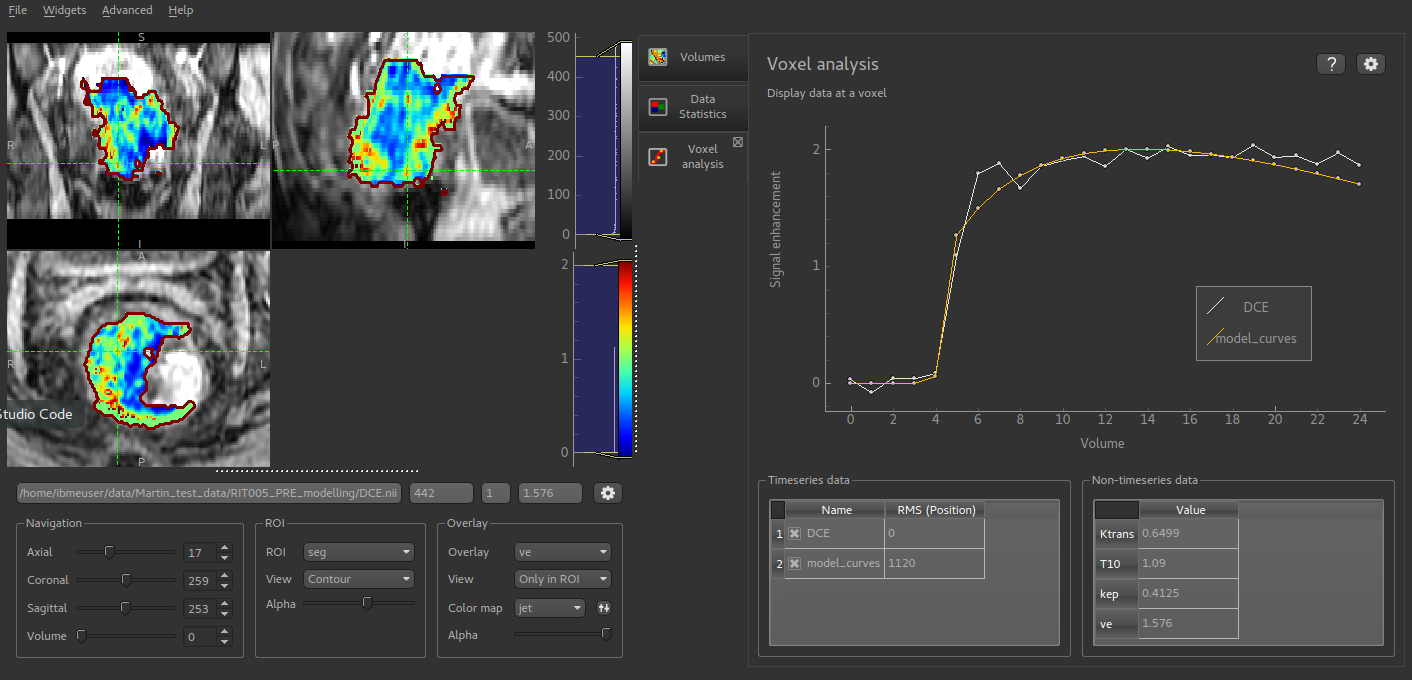 File Widgets Advanced Help
S
R
L
I
P
A
I
A
R
L
P
Studio Code
500
400
300
200
100
0
2
1
0
Volumes
Data
Statistics
Voxel
analysis
Voxel analysis
?
Display data at a voxel
Signal enhancement
2
1
0
0 2 4 6 8 10 12 14 16 18 20 22 24
Volume
DCE
model_curves
/home/ibmeuser/data/Martin_test_data/RIT005_PRE_modelling/DCE.nii 442 1 1.576
Navigation
Axial 17
Coronal 259
Sagittal 253
Volume 0
ROI
ROI seg
View Contour
Alpha
Overlay
Overlay ve
View Only in ROI
Color map jet
Alpha
Timeseries data
Name RMS (Position)
1 DCE 0
2 model_curves 1120
Non-timeseries data
Value
Ktrans 0.6499
T10 1.09
kep 0.4125
ve 1.576